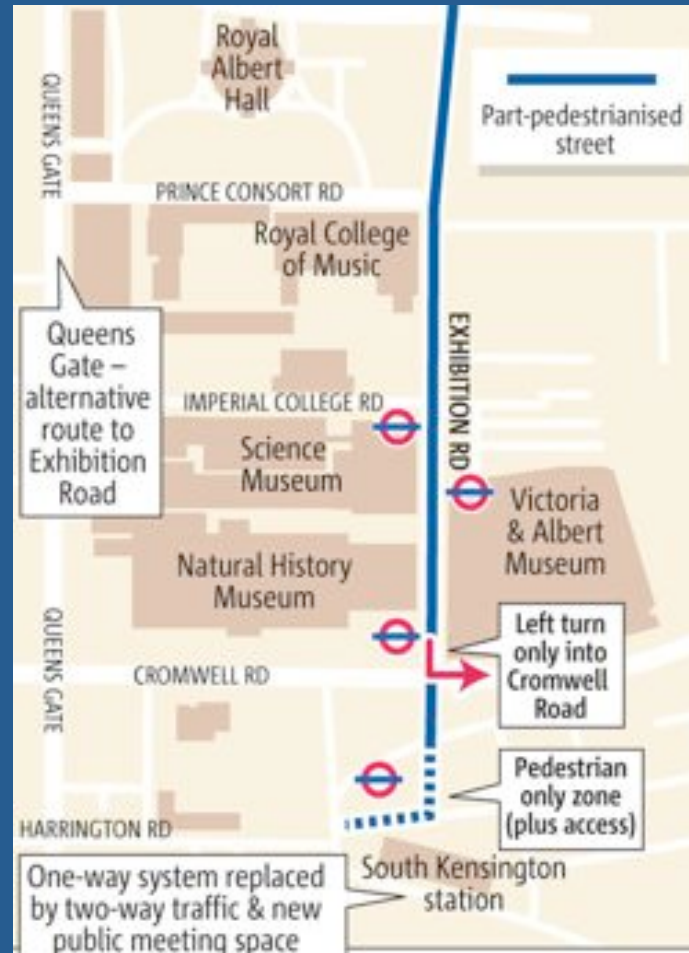 Royal
Albert
Hall
QUEENS GATE
Part-pedestrianised
street
PRINCE CONSORT RD
Royal College
of Music
Queens
Gate –
alternative
route to
Exhibition
Road
EXHIBITION RD
IMPERIAL COLLEGE RD
Science
Museum
Victoria
& Albert
Museum
Natural History
Museum
QUEENS GATE
Left turn
only into
Cromwell
Road
CROMWELL RD
Pedestrian
only zone
(plus access)
HARRINGTON RD
South Kensington
station
One-way system replaced
by two-way traffic & new
public meeting space